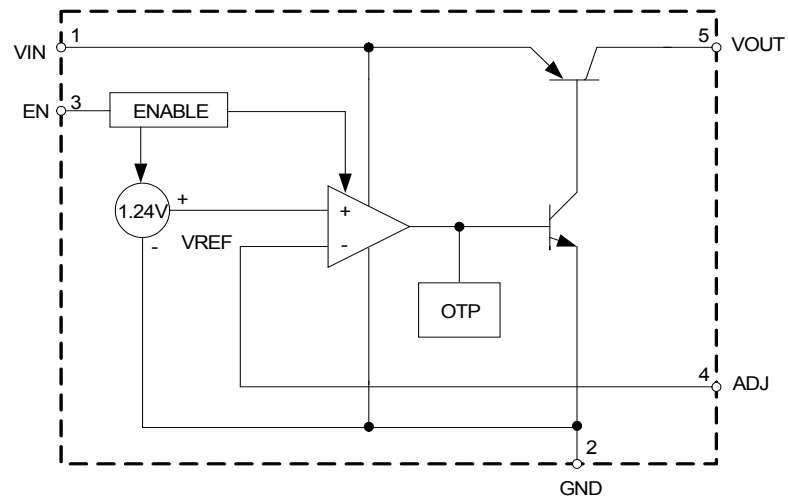 1
5
VIN
VOUT
3
EN
ENABLE
1.24V
+
+
-
VREF
-
OTP
4
ADJ
2
GND